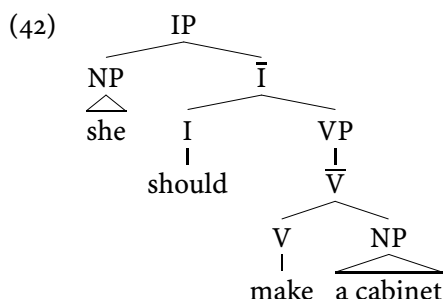 (42) IP
NP I̅
she I VP
should V̅
V NP
make a cabinet